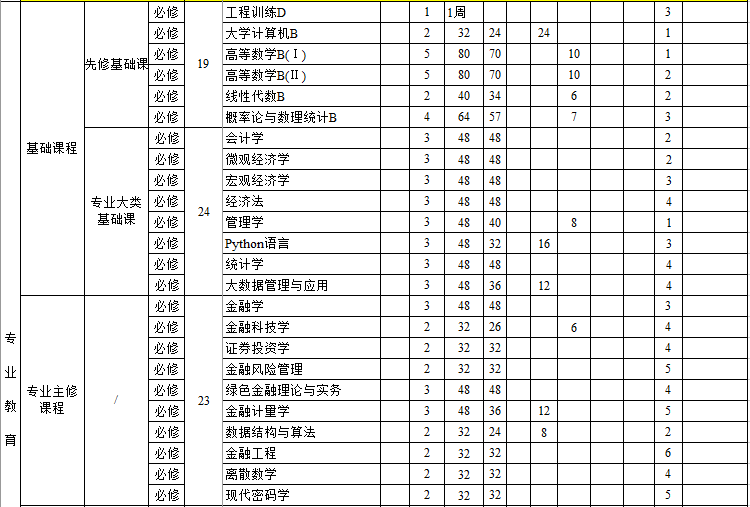 必修 工程训练D 1 1周 3
必修 大学计算机B 2 32 24 24 1
先修基础课 19 必修 高等数学B(Ⅰ) 5 80 70 10 1
必修 高等数学B(Ⅱ) 5 80 70 10 2
必修 线性代数B 2 40 34 6 2
必修 概率论与数理统计B 4 64 57 7 3
基础课程 必修 会计学 3 48 48 2
必修 微观经济学 3 48 48 2
必修 宏观经济学 3 48 48 3
专业大类
基础课 24 必修 经济法 3 48 48 4
必修 管理学 3 48 40 8 1
必修 Python语言 3 48 32 16 3
必修 统计学 3 48 48 4
必修 大数据管理与应用 3 48 36 12 4
必修 金融学 3 48 48 3
必修 金融科技学 2 32 26 6 4
必修 证券投资学 2 32 32 4
必修 金融风险管理 2 32 32 5
专业主修
课程 / 23 必修 绿色金融理论与实务 3 48 48 4
必修 金融计量学 3 48 36 12 5
必修 数据结构与算法 2 32 24 8 2
必修 金融工程 2 32 32 6
必修 离散数学 2 32 32 4
必修 现代密码学 2 32 32 5
专
业
教
育